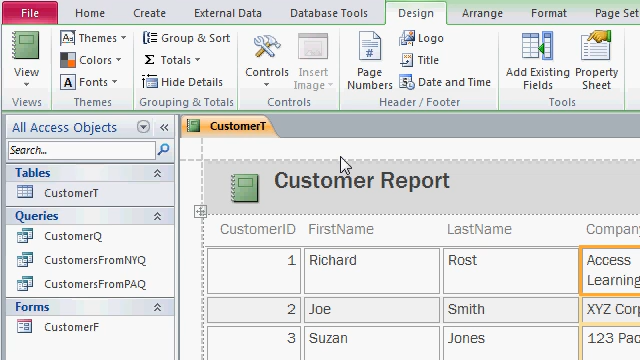 File Home Create External Data Database Tools Design Arrange Format Page Set
View
Views
Themes
Colors
Fonts
Themes
Group & Sort
Totals
Hide Details
Grouping & Totals
Controls
Insert Image
Controls
Page Numbers
Logo
Title
Date and Time
Header / Footer
Add Existing Fields
Property Sheet
Tools
All Access Objects
CustomerT
Search...
Tables
CustomerT
Queries
CustomerQ
CustomersFromNYQ
CustomersFromPAQ
Forms
CustomerF
Customer Report
CustomerID FirstName LastName Company
1 Richard Rost Access
Learning
2 Joe Smith XYZ Corp
3 Suzan Jones 123 Pac